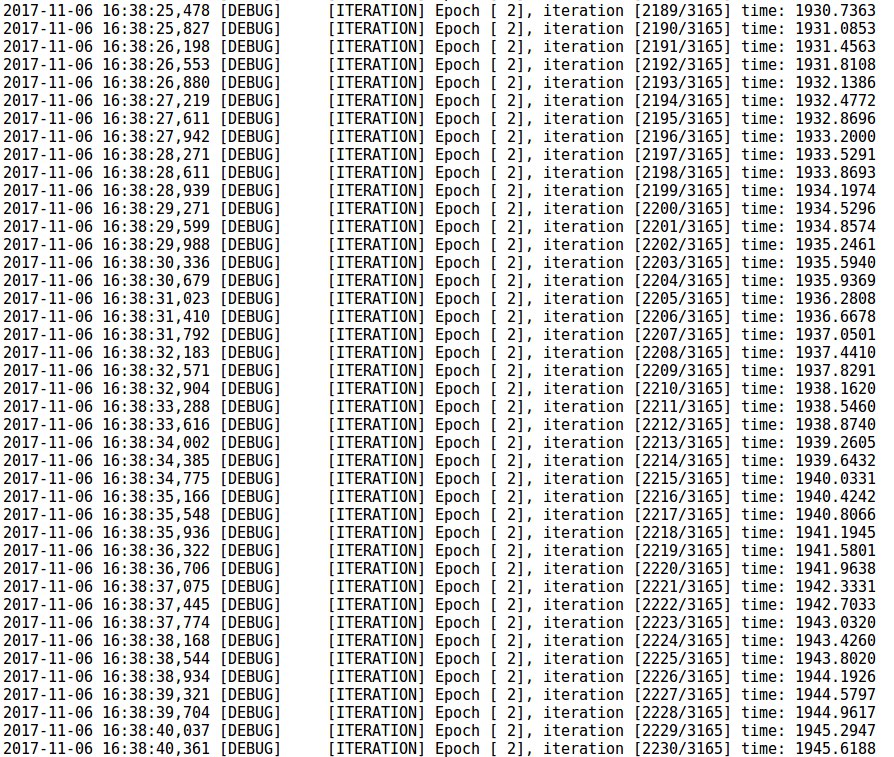 2017-11-06 16:38:25,478 [DEBUG]     [ITERATION] Epoch [ 2], iteration [2189/3165] time: 1930.7363
2017-11-06 16:38:25,827 [DEBUG]     [ITERATION] Epoch [ 2], iteration [2190/3165] time: 1931.0853
2017-11-06 16:38:26,198 [DEBUG]     [ITERATION] Epoch [ 2], iteration [2191/3165] time: 1931.4563
2017-11-06 16:38:26,553 [DEBUG]     [ITERATION] Epoch [ 2], iteration [2192/3165] time: 1931.8108
2017-11-06 16:38:26,880 [DEBUG]     [ITERATION] Epoch [ 2], iteration [2193/3165] time: 1932.1386
2017-11-06 16:38:27,219 [DEBUG]     [ITERATION] Epoch [ 2], iteration [2194/3165] time: 1932.4772
2017-11-06 16:38:27,611 [DEBUG]     [ITERATION] Epoch [ 2], iteration [2195/3165] time: 1932.8696
2017-11-06 16:38:27,942 [DEBUG]     [ITERATION] Epoch [ 2], iteration [2196/3165] time: 1933.2000
2017-11-06 16:38:28,271 [DEBUG]     [ITERATION] Epoch [ 2], iteration [2197/3165] time: 1933.5291
2017-11-06 16:38:28,611 [DEBUG]     [ITERATION] Epoch [ 2], iteration [2198/3165] time: 1933.8693
2017-11-06 16:38:28,939 [DEBUG]     [ITERATION] Epoch [ 2], iteration [2199/3165] time: 1934.1974
2017-11-06 16:38:29,271 [DEBUG]     [ITERATION] Epoch [ 2], iteration [2200/3165] time: 1934.5296
2017-11-06 16:38:29,599 [DEBUG]     [ITERATION] Epoch [ 2], iteration [2201/3165] time: 1934.8574
2017-11-06 16:38:29,988 [DEBUG]     [ITERATION] Epoch [ 2], iteration [2202/3165] time: 1935.2461
2017-11-06 16:38:30,336 [DEBUG]     [ITERATION] Epoch [ 2], iteration [2203/3165] time: 1935.5940
2017-11-06 16:38:30,679 [DEBUG]     [ITERATION] Epoch [ 2], iteration [2204/3165] time: 1935.9369
2017-11-06 16:38:31,023 [DEBUG]     [ITERATION] Epoch [ 2], iteration [2205/3165] time: 1936.2808
2017-11-06 16:38:31,410 [DEBUG]     [ITERATION] Epoch [ 2], iteration [2206/3165] time: 1936.6678
2017-11-06 16:38:31,792 [DEBUG]     [ITERATION] Epoch [ 2], iteration [2207/3165] time: 1937.0501
2017-11-06 16:38:32,183 [DEBUG]     [ITERATION] Epoch [ 2], iteration [2208/3165] time: 1937.4410
2017-11-06 16:38:32,571 [DEBUG]     [ITERATION] Epoch [ 2], iteration [2209/3165] time: 1937.8291
2017-11-06 16:38:32,904 [DEBUG]     [ITERATION] Epoch [ 2], iteration [2210/3165] time: 1938.1620
2017-11-06 16:38:33,288 [DEBUG]     [ITERATION] Epoch [ 2], iteration [2211/3165] time: 1938.5460
2017-11-06 16:38:33,616 [DEBUG]     [ITERATION] Epoch [ 2], iteration [2212/3165] time: 1938.8740
2017-11-06 16:38:34,002 [DEBUG]     [ITERATION] Epoch [ 2], iteration [2213/3165] time: 1939.2605
2017-11-06 16:38:34,385 [DEBUG]     [ITERATION] Epoch [ 2], iteration [2214/3165] time: 1939.6432
2017-11-06 16:38:34,775 [DEBUG]     [ITERATION] Epoch [ 2], iteration [2215/3165] time: 1940.0331
2017-11-06 16:38:35,166 [DEBUG]     [ITERATION] Epoch [ 2], iteration [2216/3165] time: 1940.4242
2017-11-06 16:38:35,548 [DEBUG]     [ITERATION] Epoch [ 2], iteration [2217/3165] time: 1940.8066
2017-11-06 16:38:35,936 [DEBUG]     [ITERATION] Epoch [ 2], iteration [2218/3165] time: 1941.1945
2017-11-06 16:38:36,322 [DEBUG]     [ITERATION] Epoch [ 2], iteration [2219/3165] time: 1941.5801
2017-11-06 16:38:36,706 [DEBUG]     [ITERATION] Epoch [ 2], iteration [2220/3165] time: 1941.9638
2017-11-06 16:38:37,075 [DEBUG]     [ITERATION] Epoch [ 2], iteration [2221/3165] time: 1942.3331
2017-11-06 16:38:37,445 [DEBUG]     [ITERATION] Epoch [ 2], iteration [2222/3165] time: 1942.7033
2017-11-06 16:38:37,774 [DEBUG]     [ITERATION] Epoch [ 2], iteration [2223/3165] time: 1943.0320
2017-11-06 16:38:38,168 [DEBUG]     [ITERATION] Epoch [ 2], iteration [2224/3165] time: 1943.4260
2017-11-06 16:38:38,544 [DEBUG]     [ITERATION] Epoch [ 2], iteration [2225/3165] time: 1943.8020
2017-11-06 16:38:38,934 [DEBUG]     [ITERATION] Epoch [ 2], iteration [2226/3165] time: 1944.1926
2017-11-06 16:38:39,321 [DEBUG]     [ITERATION] Epoch [ 2], iteration [2227/3165] time: 1944.5797
2017-11-06 16:38:39,704 [DEBUG]     [ITERATION] Epoch [ 2], iteration [2228/3165] time: 1944.9617
2017-11-06 16:38:40,037 [DEBUG]     [ITERATION] Epoch [ 2], iteration [2229/3165] time: 1945.2947
2017-11-06 16:38:40,361 [DEBUG]     [ITERATION] Epoch [ 2], iteration [2230/3165] time: 1945.6188